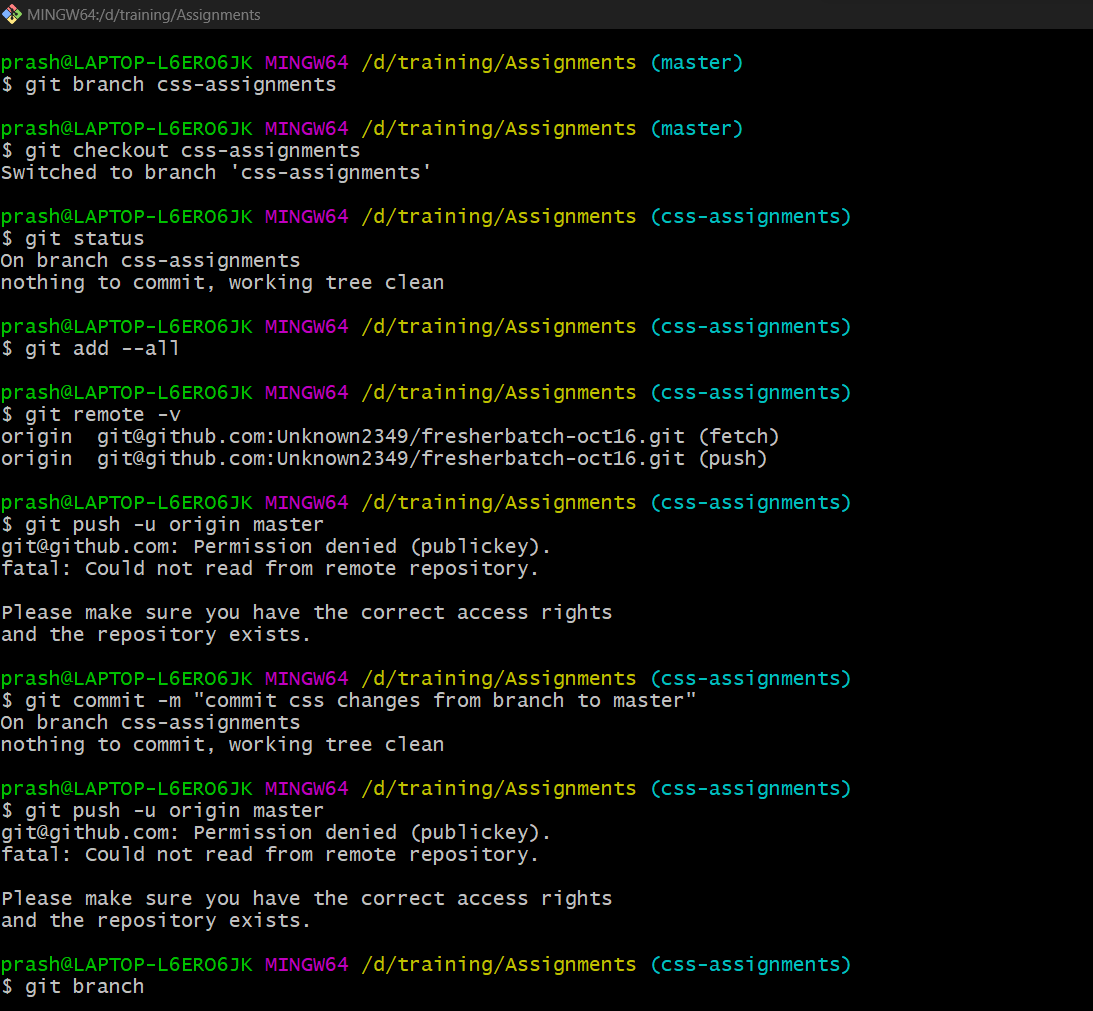 MINGW64:/d/training/Assignments
prash@LAPTOP-L6ERO6JK MINGW64 /d/training/Assignments (master)
$ git branch css-assignments
prash@LAPTOP-L6ERO6JK MINGW64 /d/training/Assignments (master)
$ git checkout css-assignments
Switched to branch 'css-assignments'
prash@LAPTOP-L6ERO6JK MINGW64 /d/training/Assignments (css-assignments)
$ git status
On branch css-assignments
nothing to commit, working tree clean
prash@LAPTOP-L6ERO6JK MINGW64 /d/training/Assignments (css-assignments)
$ git add --all
prash@LAPTOP-L6ERO6JK MINGW64 /d/training/Assignments (css-assignments)
$ git remote -v
origin  git@github.com:Unknown2349/fresherbatch-oct16.git (fetch)
origin  git@github.com:Unknown2349/fresherbatch-oct16.git (push)
prash@LAPTOP-L6ERO6JK MINGW64 /d/training/Assignments (css-assignments)
$ git push -u origin master
git@github.com: Permission denied (publickey).
fatal: Could not read from remote repository.
Please make sure you have the correct access rights
and the repository exists.
prash@LAPTOP-L6ERO6JK MINGW64 /d/training/Assignments (css-assignments)
$ git commit -m "commit css changes from branch to master"
On branch css-assignments
nothing to commit, working tree clean
prash@LAPTOP-L6ERO6JK MINGW64 /d/training/Assignments (css-assignments)
$ git push -u origin master
git@github.com: Permission denied (publickey).
fatal: Could not read from remote repository.
Please make sure you have the correct access rights
and the repository exists.
prash@LAPTOP-L6ERO6JK MINGW64 /d/training/Assignments (css-assignments)
$ git branch